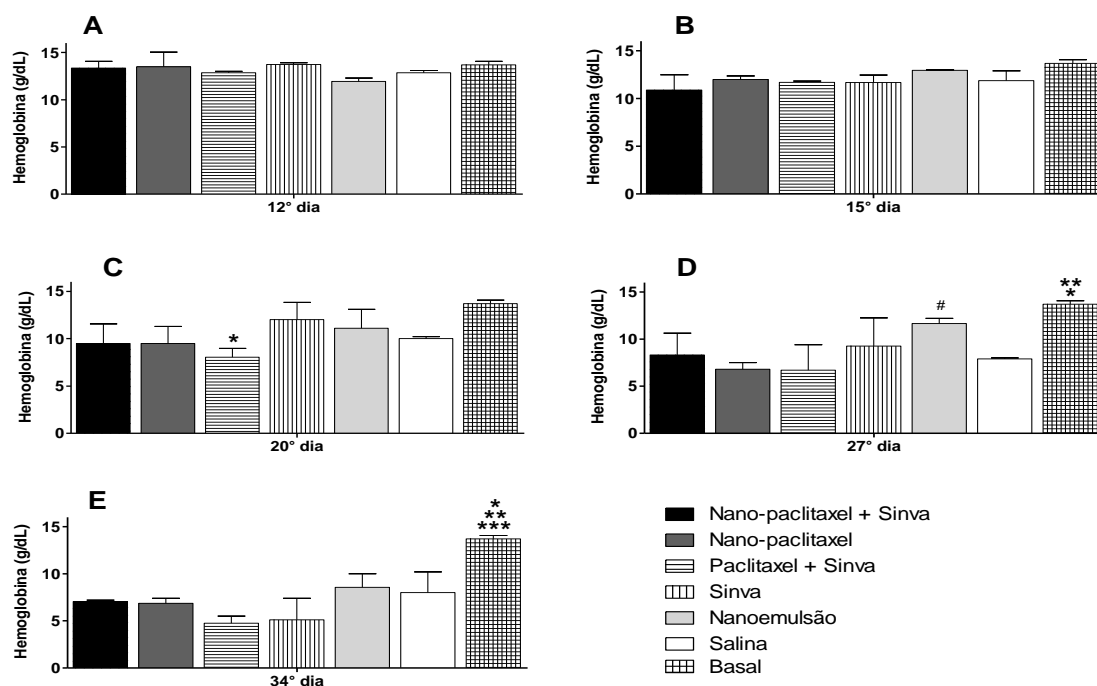 A
Hemoglobina (g/dL)
15
10
5
0
12° dia
B
Hemoglobina (g/dL)
15
10
5
0
15° dia
C
Hemoglobina (g/dL)
15
10
5
0
*
20° dia
D
Hemoglobina (g/dL)
15
10
5
0
#
**
*
27° dia
E
Hemoglobina (g/dL)
15
10
5
0
*
**
***
34° dia
Nano-paclitaxel + Sinva
Nano-paclitaxel
Paclitaxel + Sinva
Sinva
Nanoemulsão
Salina
Basal